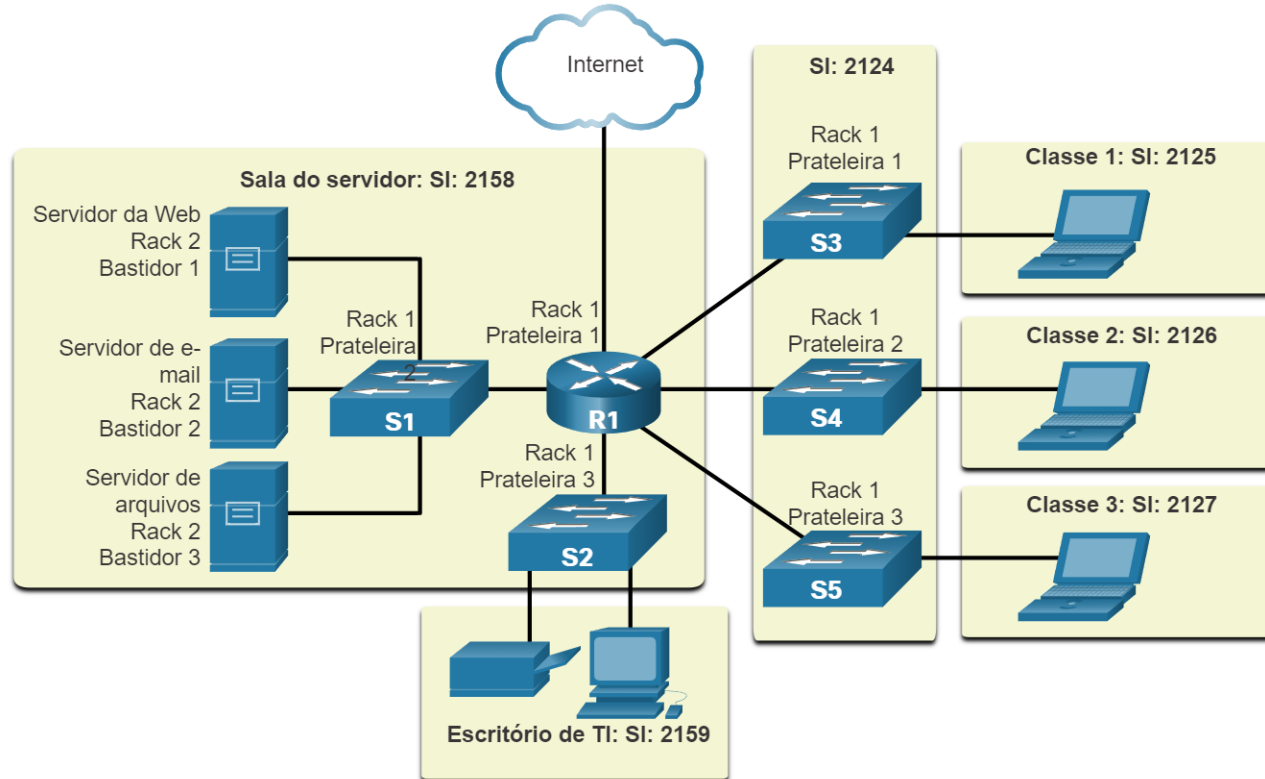 Internet
SI: 2124
Rack 1
Prateleira 1
S3
Classe 1: SI: 2125
Sala do servidor: SI: 2158
Servidor da Web
Rack 2
Bastidor 1
Servidor de e-
mail
Rack 2
Bastidor 2
Servidor de
arquivos
Rack 2
Bastidor 3
Rack 1
Prateleira
2
S1
Rack 1
Prateleira 1
R1
Rack 1
Prateleira 3
S2
Rack 1
Prateleira 2
S4
Classe 2: SI: 2126
Rack 1
Prateleira 3
S5
Classe 3: SI: 2127
Escritório de TI: SI: 2159